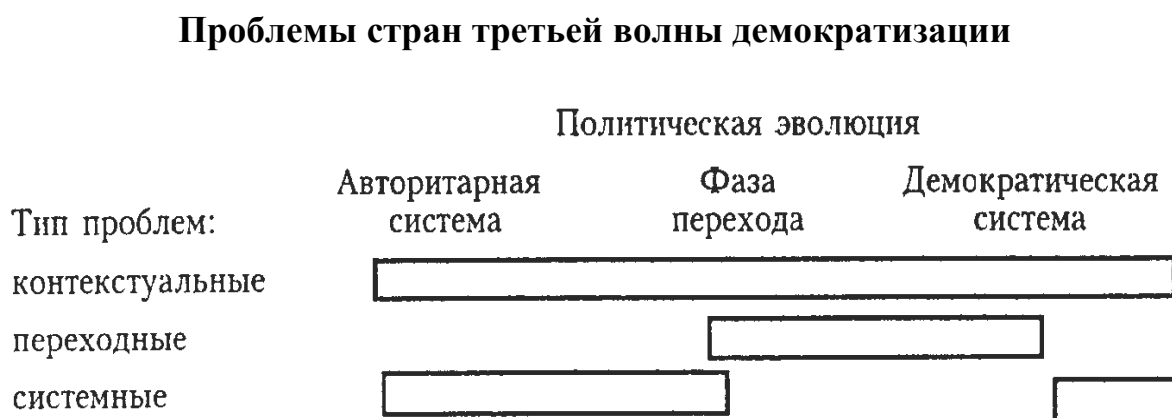 Проблемы стран третьей волны демократизации
Политическая эволюция
Авторитарная система
Фаза перехода
Демократическая система
Тип проблем:
контекстуальные
переходные
системные